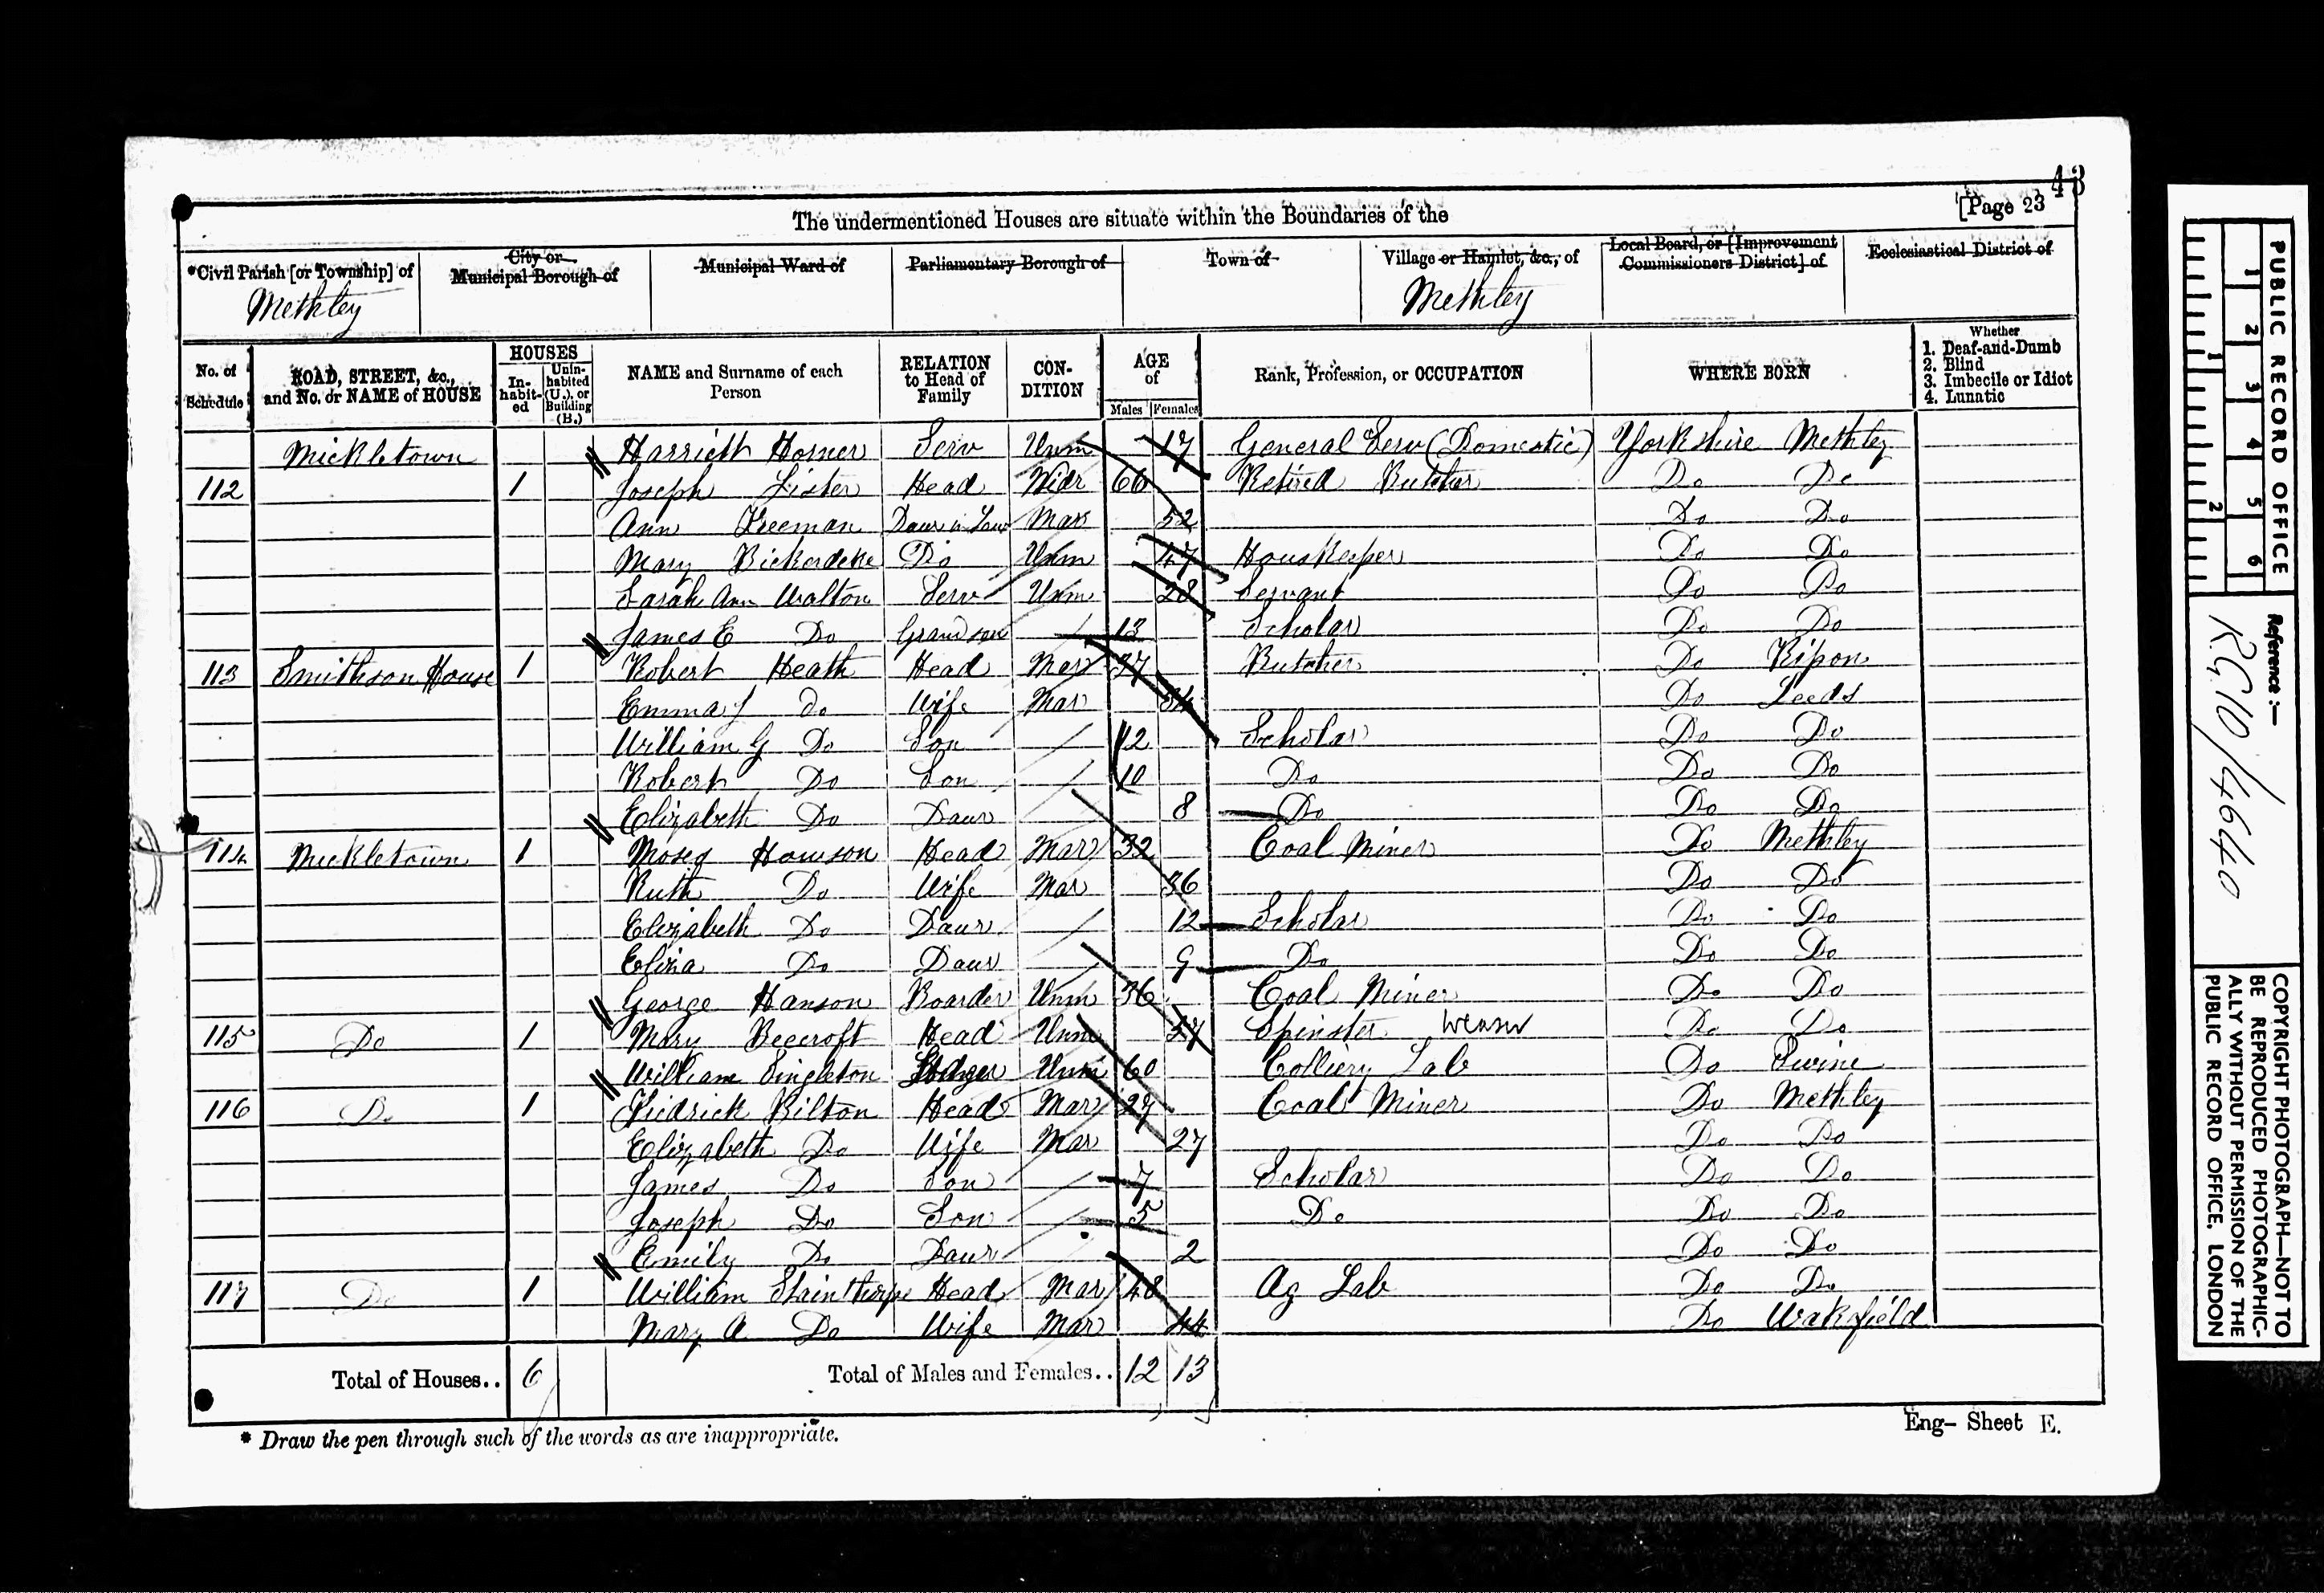 43
[Page 23
The undermentioned Houses are situate within the Boundaries of the
*Civil Parish [or Township] of
Methley
City or Municipal Borough of
Municipal Ward of
Parliamentary Borough of
Town of
Village or Hamlet, &c., of
Methley
Local Board, or [Improvement Commissioners District] of
Ecclesiastical District of
No. of Schedule
ROAD, STREET, &c., and No. or NAME of HOUSE
HOUSES
In-habit-ed
Unin-habited (U.), or Building (B.)
NAME and Surname of each Person
RELATION to Head of Family
CON-DITION
AGE of
Males Females
Rank, Profession, or OCCUPATION
WHERE BORN
Whether
1. Deaf-and-Dumb
2. Blind
3. Imbecile or Idiot
4. Lunatic
Mickletown Harriett Horner Serv Unm 17 General Serv (Domestic) Yorkshire Methley
112 1 Joseph Lister Head Widr 66 Retired Butcher Do Do
Ann Freeman Daur in Law Mar 52 Do Do
Mary Bickerdeke Do Unm 47 Houskeeper Do Do
Sarah Ann Walton Serv Unm 28 Servant Do Do
James E Do Grandson 13 Scholar Do Do
113 Smithson House 1 Robert Heath Head Mar 37 Butcher Do Ripon
Emma J Do Wife Mar 34 Do Leeds
William G Do Son 12 Scholar Do Do
Robert Do Son 10 Do Do Do
Elizabeth Do Daur 8 Do Do Do
114 Mickletown 1 Moses Howson Head Mar 32 Coal Miner Do Methley
Ruth Do Wife Mar 36 Do Do
Elizabeth Do Daur 12 Scholar Do Do
Eliza Do Daur 9 Do Do Do
George Hanson Boarder Unm 36 Coal Miner Do Do
115 Do 1 Mary Beecroft Head Unm 57 Spinster Weaver Do Do
William Singleton Lodger Unm 60 Colliery Lab Do Swine
116 Do 1 Fredrick Bilton Head Mar 27 Coal Miner Do Methley
Elizabeth Do Wife Mar 27 Do Do
James Do Son 7 Scholar Do Do
Joseph Do Son 5 Do Do Do
Emily Do Daur 2 Do Do
117 Do 1 William Stainthorpe Head Mar 48 Ag Lab Do Do
Mary A Do Wife Mar 44 Do Wakefield
Total of Houses.. 6 Total of Males and Females.. 12 13
* Draw the pen through such of the words as are inappropriate.
Eng- Sheet E.
PUBLIC RECORD OFFICE
1 2 3 4 5 6
1 2
Reference :-
R.G.10/4640
COPYRIGHT PHOTOGRAPH—NOT TO
BE REPRODUCED PHOTOGRAPHIC-
ALLY WITHOUT PERMISSION OF THE
PUBLIC RECORD OFFICE, LONDON